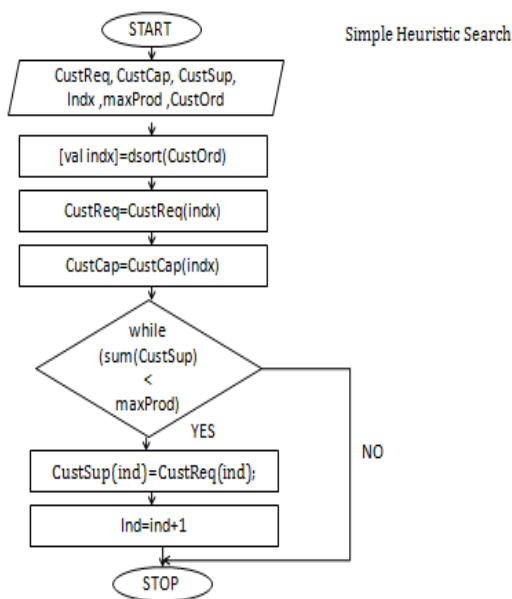 START
Simple Heuristic Search
CustReq, CustCap, CustSup,
Indx ,maxProd ,CustOrd
[val indx]=dsort(CustOrd)
CustReq=CustReq(indx)
CustCap=CustCap(indx)
while
(sum(CustSup)
<
maxProd)
YES
NO
CustSup(ind)=CustReq(ind);
Ind=ind+1
STOP